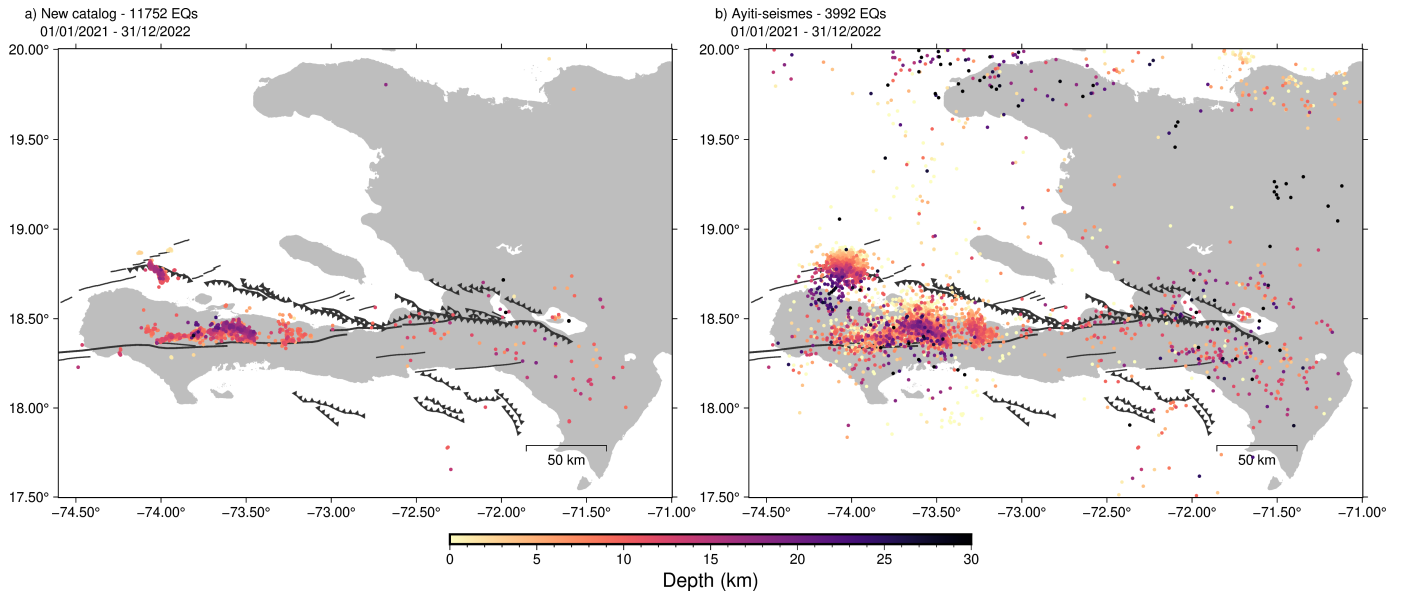 a) New catalog - 11752 EQs
01/01/2021 - 31/12/2022
b) Ayiti-seismes - 3992 EQs
01/01/2021 - 31/12/2022
20.00°
19.50°
19.00°
18.50°
18.00°
17.50°
50 km
−74.50° −74.00° −73.50° −73.00° −72.50° −72.00° −71.50° −71.00°
20.00°
19.50°
19.00°
18.50°
18.00°
17.50°
50 km
−74.50° −74.00° −73.50° −73.00° −72.50° −72.00° −71.50° −71.00°
0 5 10 15 20 25 30
Depth (km)